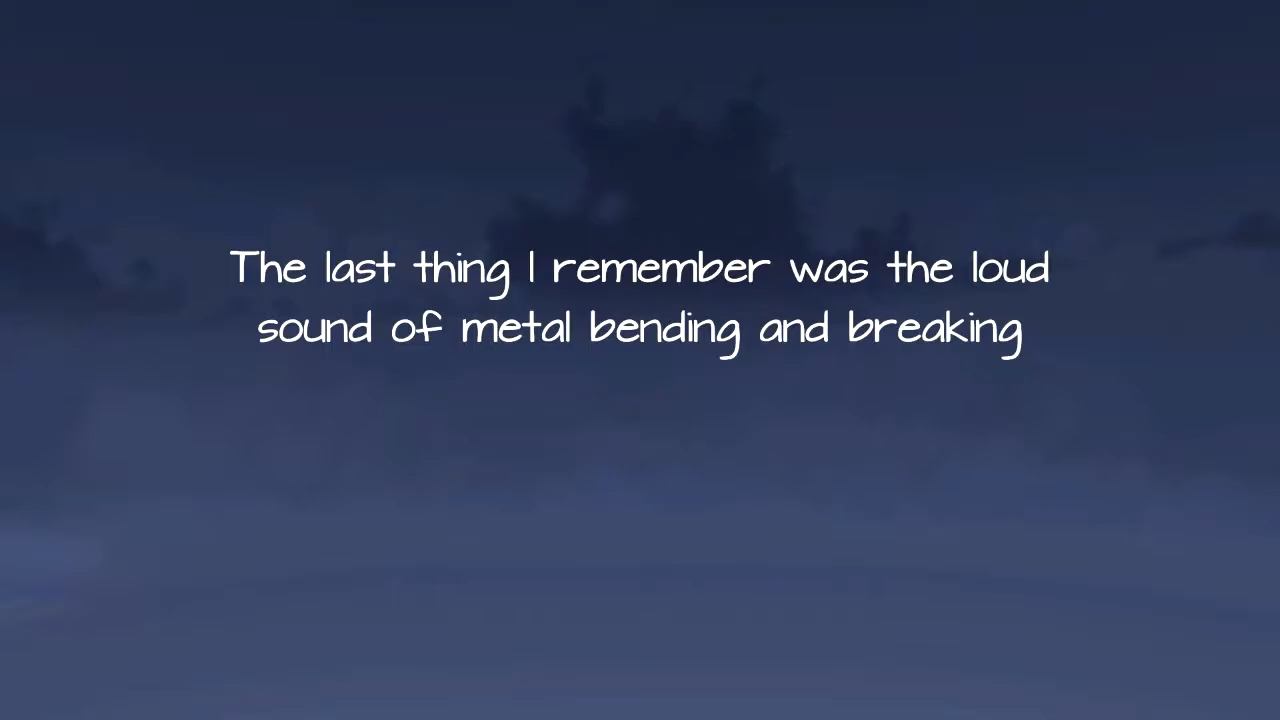 The last thing I remember was the loud
sound of metal bending and breaking